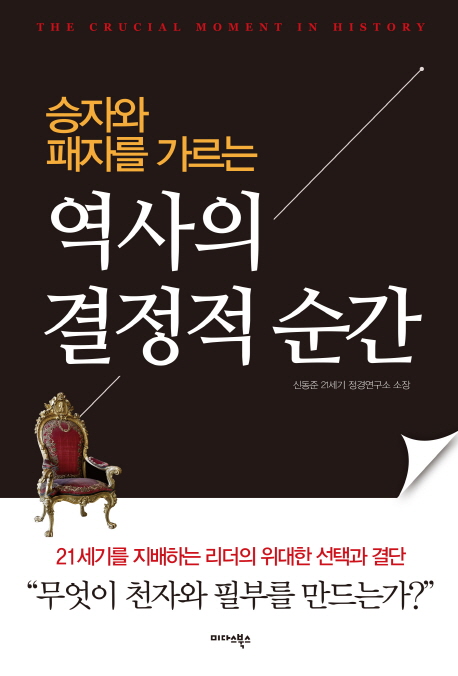 THE CRUCIAL MOMENT IN HISTORY
승자와
패자를 가르는
역사의
결정적 순간
신동준 21세기 정경연구소 소장
21세기를 지배하는 리더의 위대한 선택과 결단
“무엇이 천자와 필부를 만드는가?”
미다스북스